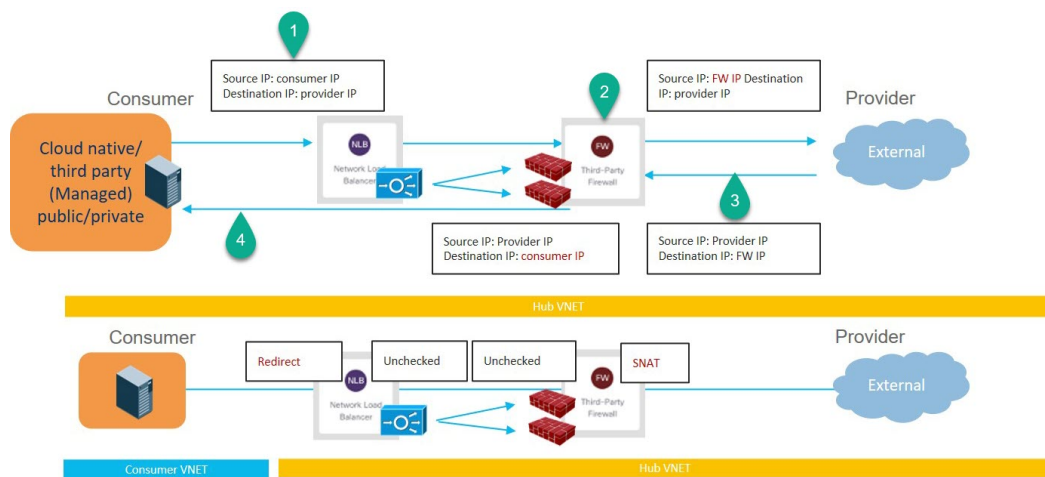 1
Source IP: consumer IP
Destination IP: provider IP
Source IP: FW IP Destination
IP: provider IP
Consumer
2
Provider
Cloud native/
third party
(Managed)
public/private
NLB
Network Load
Balancer
FW
Third-Party
Firewall
External
4
3
Source IP: Provider IP
Destination IP: consumer IP
Source IP: Provider IP
Destination IP: FW IP
Hub VNET
Consumer
Provider
Redirect
Unchecked
Unchecked
SNAT
NLB
Network Load
Balancer
FW
Third-Party
Firewall
External
Consumer VNET
Hub VNET